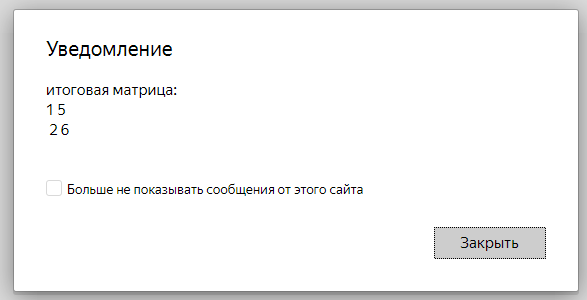 Уведомление
итоговая матрица:
1 5
2 6
Больше не показывать сообщения от этого сайта
Закрыть